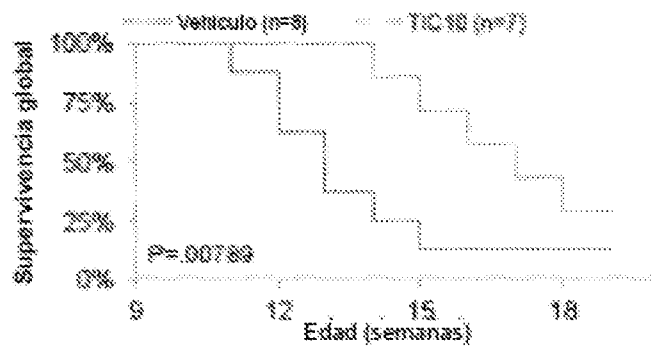 Vehículo (n=8) TIC10 (n=7)
100%
75%
50%
25%
0%
Supervivencia global
P=.00789
9 12 15 18
Edad (semanas)